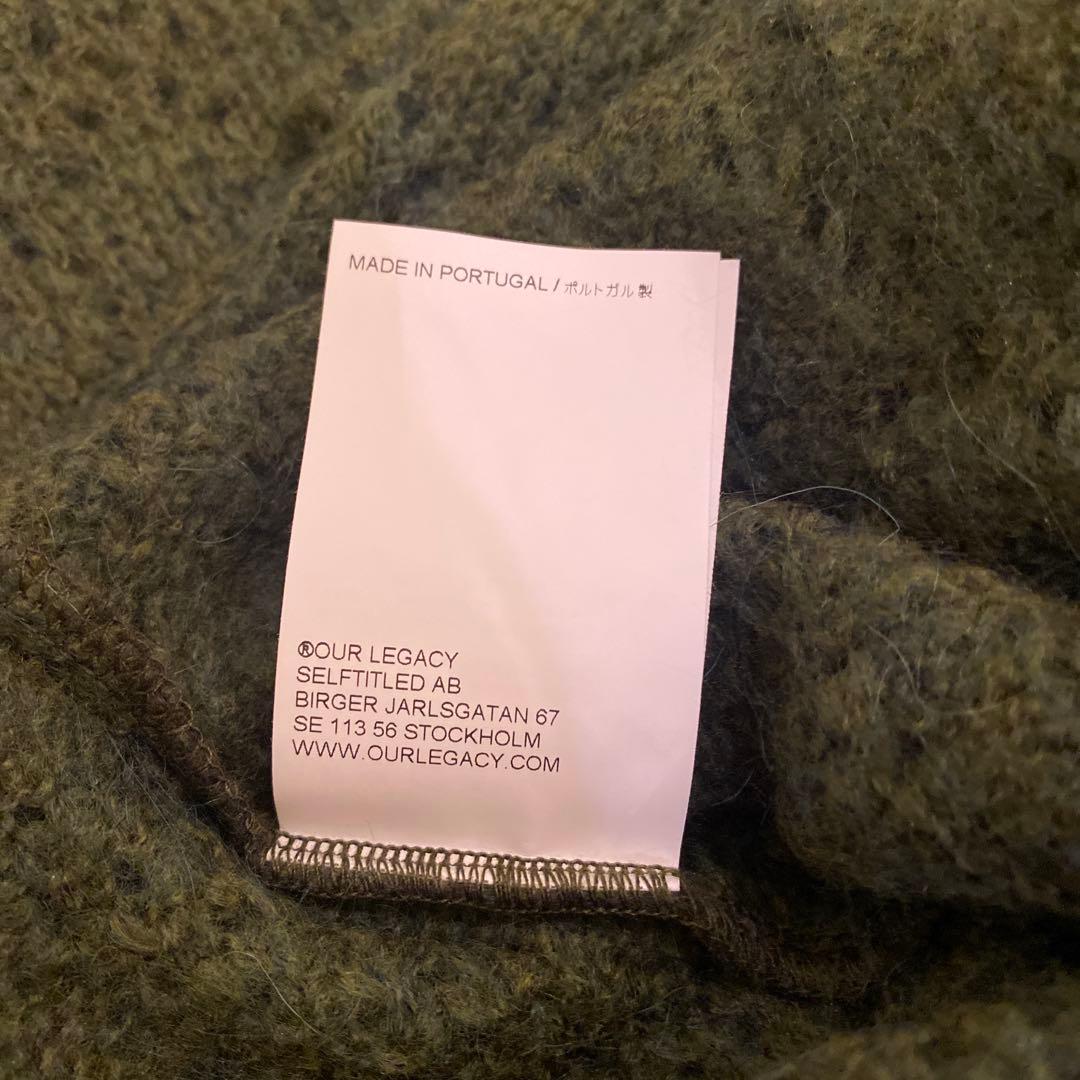 MADE IN PORTUGAL / ポルトガル製
®OUR LEGACY
SELFTITLED AB
BIRGER JARLSGATAN 67
SE 113 56 STOCKHOLM
WWW.OURLEGACY.COM